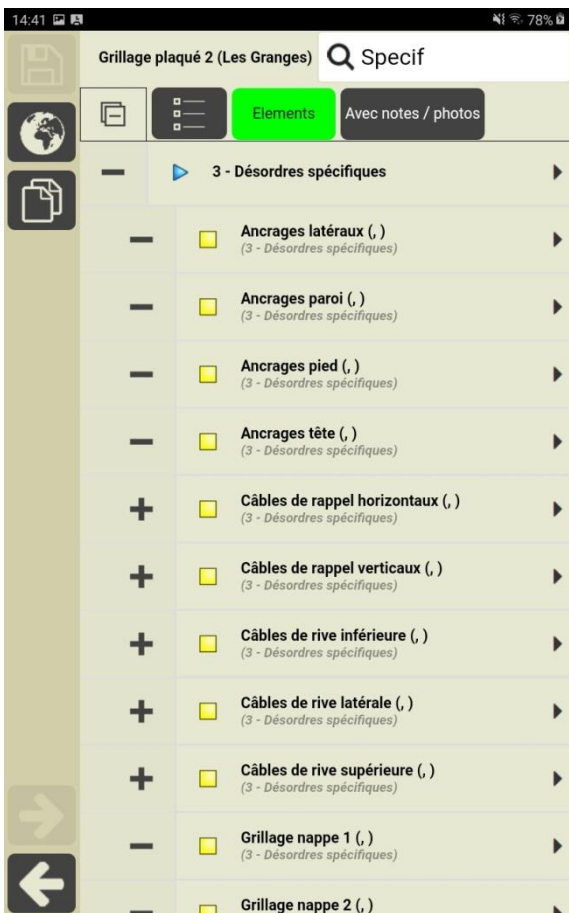 14:41 78%
Grillage plaqué 2 (Les Granges) Specif
Elements Avec notes / photos
3 - Désordres spécifiques
Ancrages latéraux (, )
(3 - Désordres spécifiques)
Ancrages paroi (, )
(3 - Désordres spécifiques)
Ancrages pied (, )
(3 - Désordres spécifiques)
Ancrages tête (, )
(3 - Désordres spécifiques)
Câbles de rappel horizontaux (, )
(3 - Désordres spécifiques)
Câbles de rappel verticaux (, )
(3 - Désordres spécifiques)
Câbles de rive inférieure (, )
(3 - Désordres spécifiques)
Câbles de rive latérale (, )
(3 - Désordres spécifiques)
Câbles de rive supérieure (, )
(3 - Désordres spécifiques)
Grillage nappe 1 (, )
(3 - Désordres spécifiques)
Grillage nappe 2 (, )